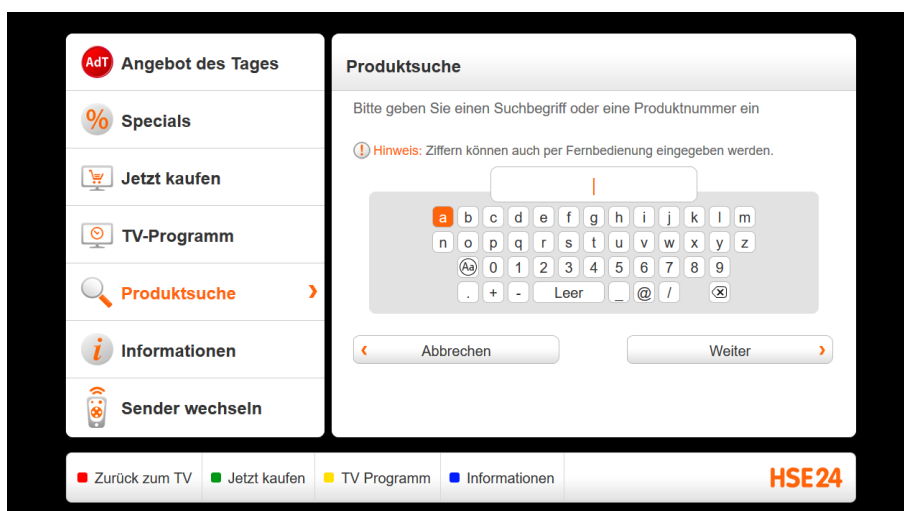 AdT Angebot des Tages
% Specials
Jetzt kaufen
TV-Programm
Produktsuche ›
i Informationen
Sender wechseln
Produktsuche
Bitte geben Sie einen Suchbegriff oder eine Produktnummer ein
! Hinweis: Ziffern können auch per Fernbedienung eingegeben werden.
a b c d e f g h i j k l m
n o p q r s t u v w x y z
Aa 0 1 2 3 4 5 6 7 8 9
. + - Leer _ @ /
‹ Abbrechen
Weiter ›
Zurück zum TV
Jetzt kaufen
TV Programm
Informationen
HSE24